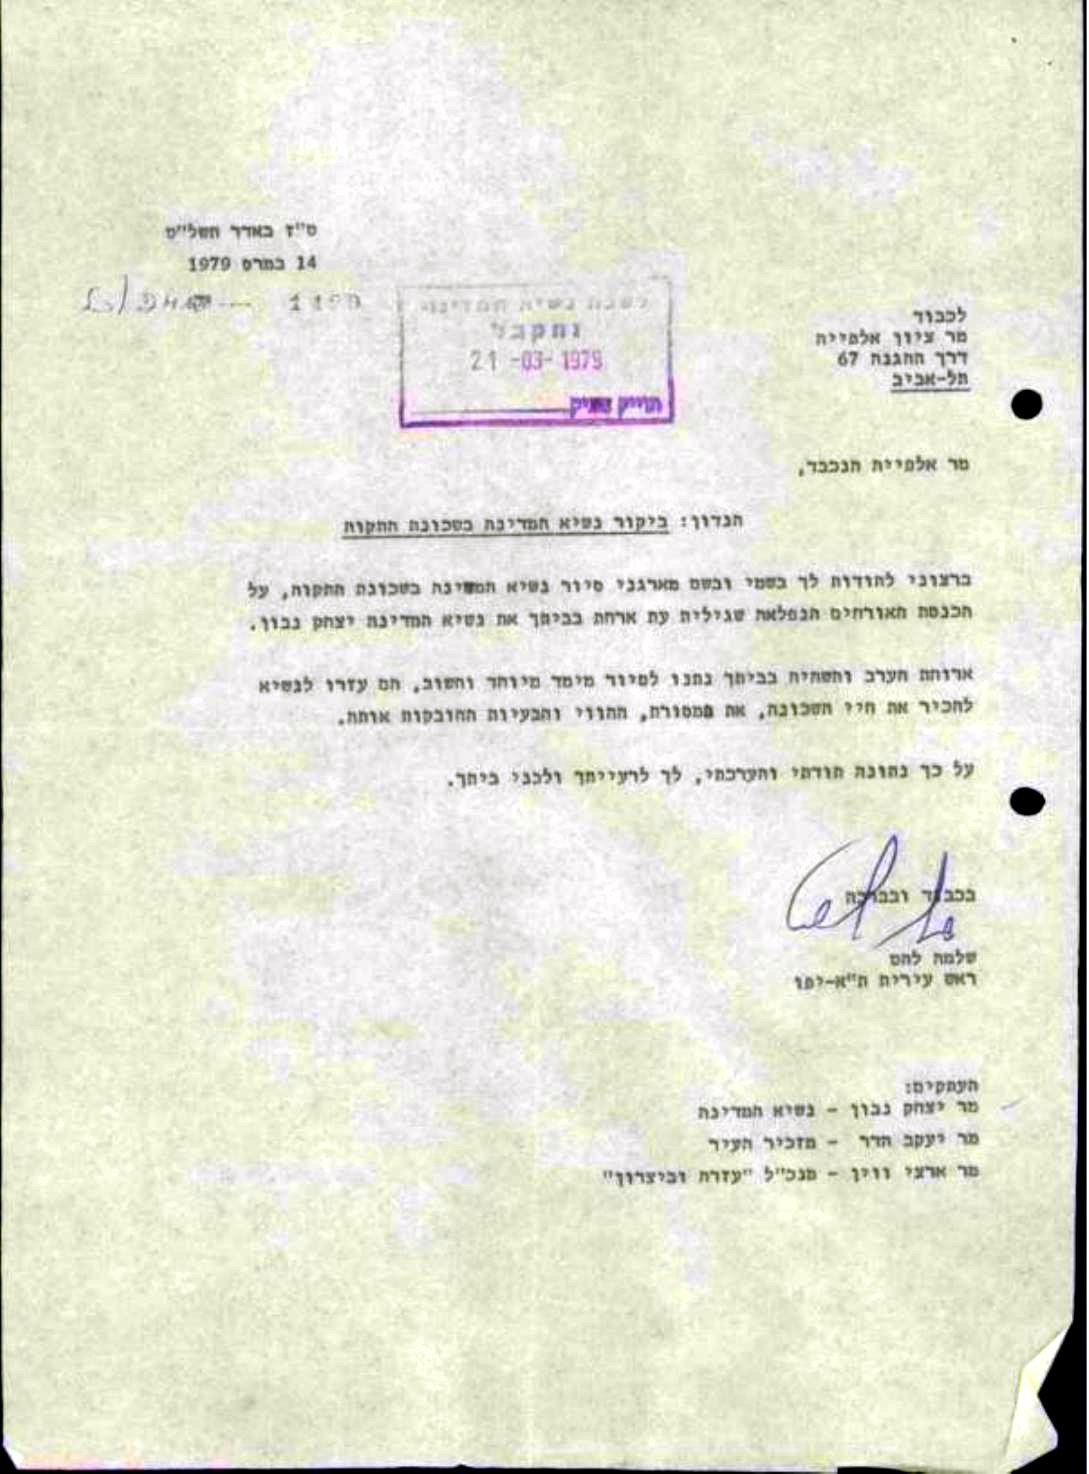 ט"ז באדר תשל"ט
14 במרס 1979
לשכת נשיא המדינה
נתקבל
21 -03- 1979
תוייק בתיק
לכבוד
מר ציון אלפייה
דרך ההגנה 67
תל-אביב
מר אלפייה הנכבד,
הנדון: ביקור נשיא המדינה בשכונת התקוה
ברצוני להודות לך בשמי ובשם מארגני סיור נשיא המדינה בשכונת התקוה, על
הכנסת האורחים הנפלאה שגילית עת ארחת בביתך את נשיא המדינה יצחק נבון.
ארוחת הערב והשהיה בביתך נתנו לסיור מימד מיוחד וחשוב, הם עזרו לנשיא
להכיר את חיי השכונה, את המסורת, ההווי והבעיות החובקות אותה.
על כך נתונה תודתי והערכתי, לך לרעייתך ולבני ביתך.
בכבוד ובברכה
שלמה להט
ראש עירית ת"א-יפו
העתקים:
מר יצחק נבון - נשיא המדינה
מר יעקב הדר - מזכיר העיר
מר ארצי ווין - מנכ"ל "עזרה וביצרון"